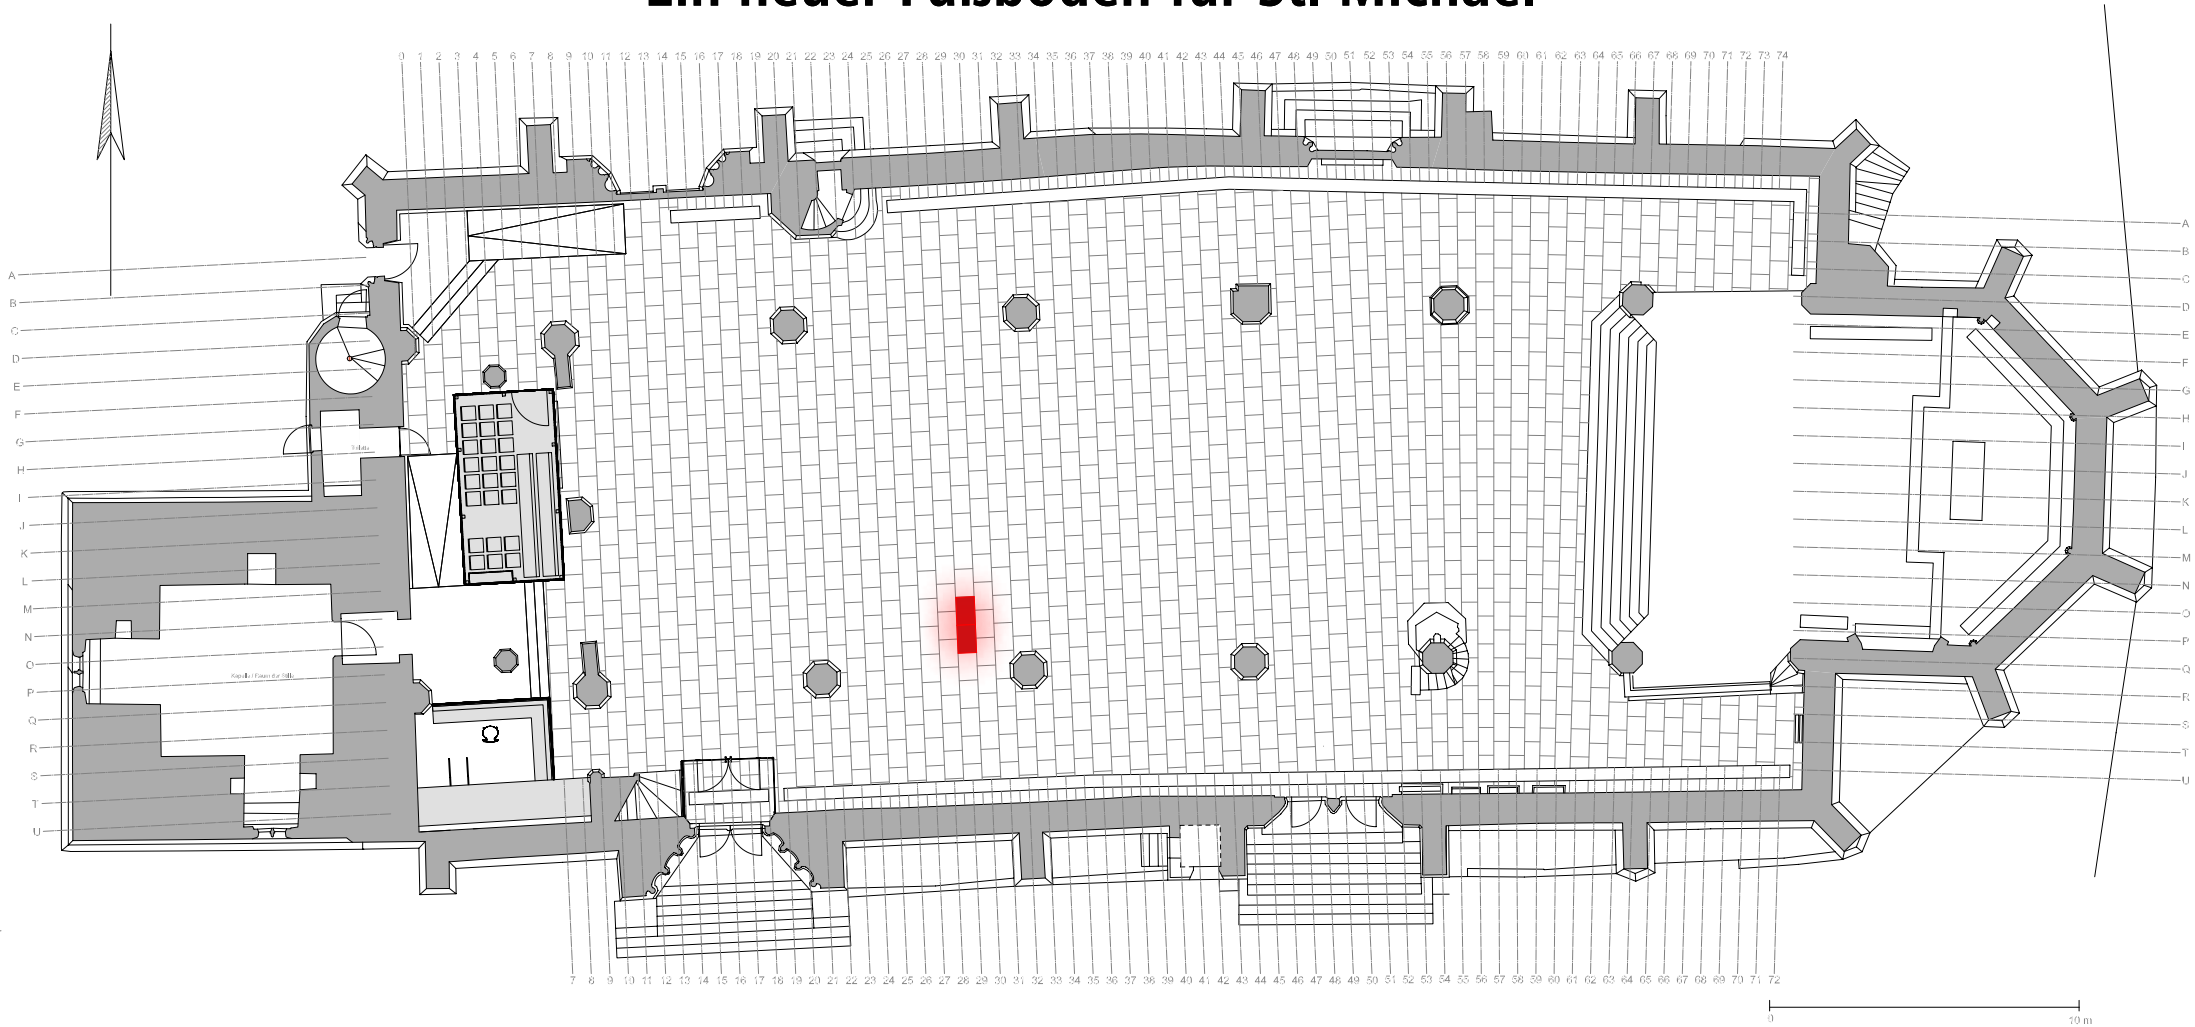 Ein neuer Fußboden für St. Michael
0 1 2 3 4 5 6 7 8 9 10 11 12 13 14 15 16 17 18 19 20 21 22 23 24 25 26 27 28 29 30 31 32 33 34 35 36 37 38 39 40 41 42 43 44 45 46 47 48 49 50 51 52 53 54 55 56 57 58 59 60 61 62 63 64 65 66 67 68 69 70 71 72 73 74
A
B
C
D
E
F
G
H
I
J
K
L
M
N
O
P
Q
R
S
T
U
A
B
C
D
E
F
G
H
I
J
K
L
M
N
O
P
Q
R
S
T
U
Kapelle / Raum der Stille
7 8 9 10 11 12 13 14 15 16 17 18 19 20 21 22 23 24 25 26 27 28 29 30 31 32 33 34 35 36 37 38 39 40 41 42 43 44 45 46 47 48 49 50 51 52 53 54 55 56 57 58 59 60 61 62 63 64 65 66 67 68 69 70 71 72
0 10 m